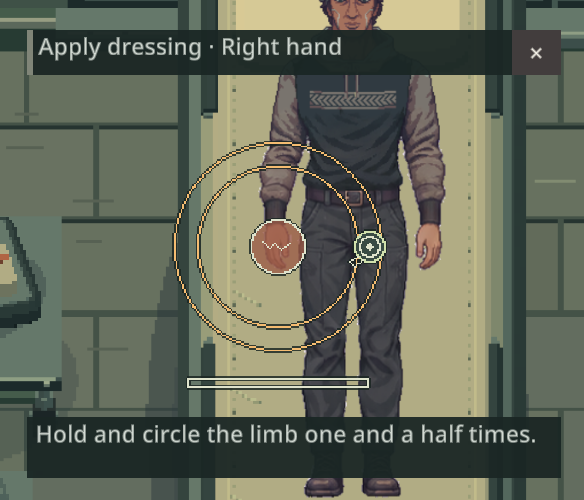 Apply dressing · Right hand
×
Hold and circle the limb one and a half times.